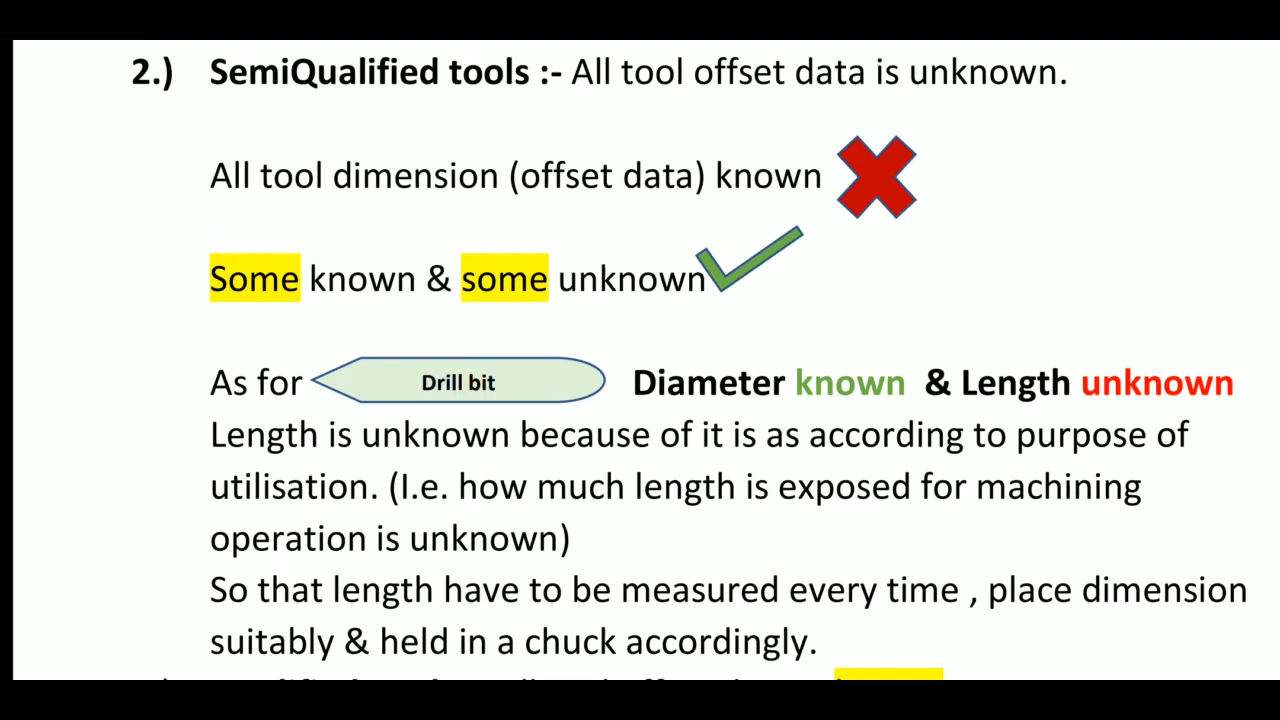 2.) SemiQualified tools :- All tool offset data is unknown.
All tool dimension (offset data) known
Some known & some unknown
As for Drill bit Diameter known & Length unknown
Length is unknown because of it is as according to purpose of
utilisation. (I.e. how much length is exposed for machining
operation is unknown)
So that length have to be measured every time , place dimension
suitably & held in a chuck accordingly.